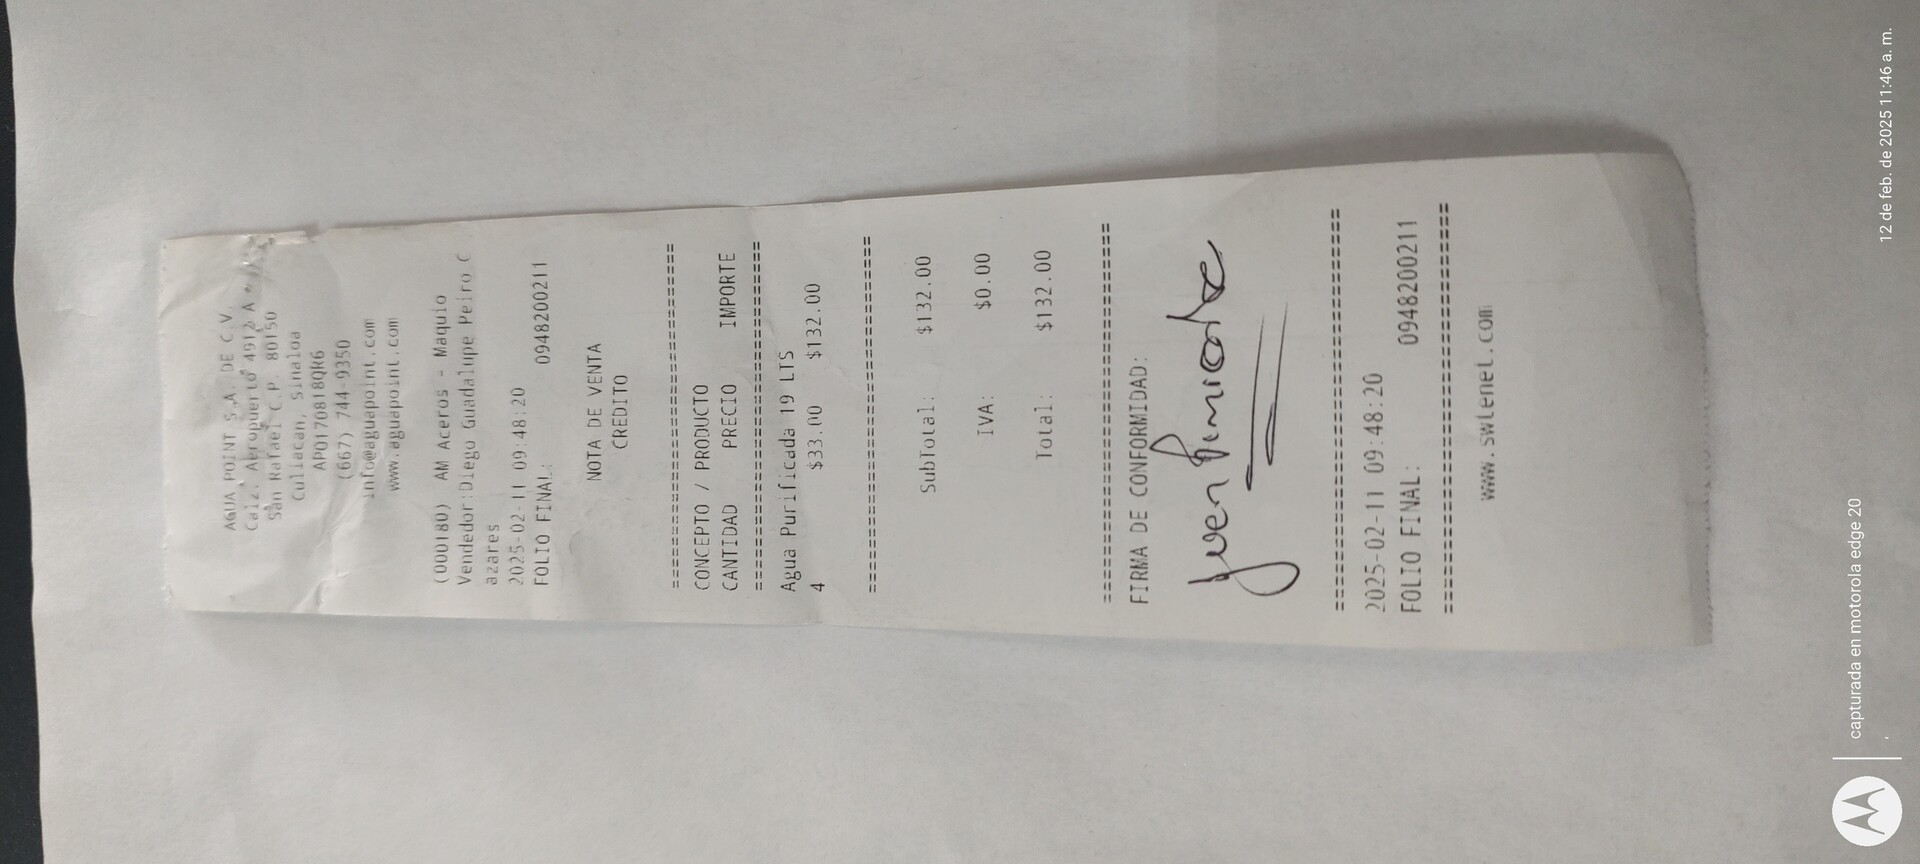 AGUA POINT S.A. DE C.V.
Calz. Aeropuerto 4912 A
San Rafael C.P. 80150
Culiacan, Sinaloa
APO170818QR6
(667) 744-9350
info@aguapoint.com
www.aguapoint.com
(000180) AM Aceros - Maquio
Vendedor:Diego Guadalupe Peiro C
azares
2025-02-11 09:48:20
FOLIO FINAL: 0948200211
NOTA DE VENTA
CREDITO
================================
CONCEPTO / PRODUCTO
CANTIDAD PRECIO IMPORTE
================================
Agua Purificada 19 LTS
4 $33.00 $132.00
================================
SubTotal: $132.00
IVA: $0.00
Total: $132.00
================================
FIRMA DE CONFORMIDAD:
================================
2025-02-11 09:48:20
FOLIO FINAL: 0948200211
================================
www.swlenet.com
capturada en motorola edge 20
12 de feb. de 2025 11:46 a. m.